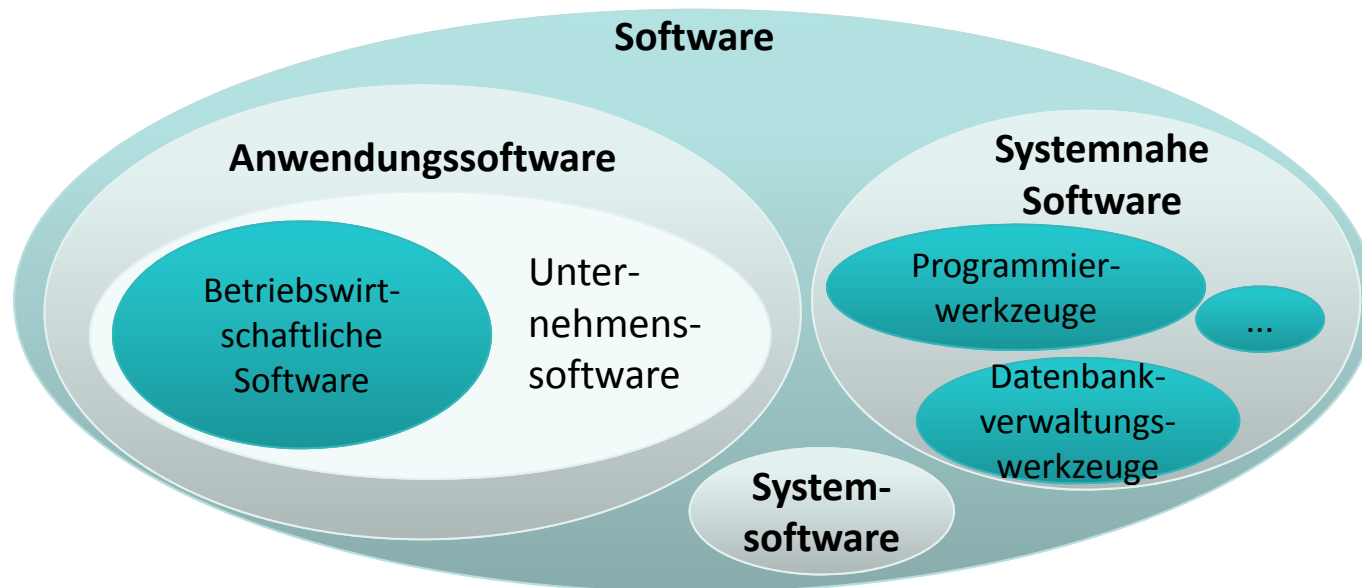 Software
Anwendungssoftware
Betriebswirt-
schaftliche
Software
Unter-
nehmens-
software
Systemnahe
Software
Programmier-
werkzeuge
...
Datenbank-
verwaltungs-
werkzeuge
System-
software